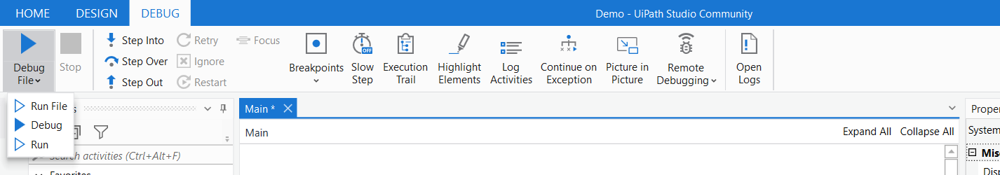 HOME DESIGN DEBUG Demo - UiPath Studio Community
Debug File
Stop
Step Into
Step Over
Step Out
Retry
Ignore
Restart
Focus
Breakpoints
Slow Step
OFF
Execution Trail
Highlight Elements
Log Activities
Continue on Exception
Picture in Picture
Remote Debugging
Open Logs
Run File
Debug
Run
Main *
Main
Expand All Collapse All
Search activities (Ctrl+Alt+F)
Favorites
Proper
System
Misc
Disp